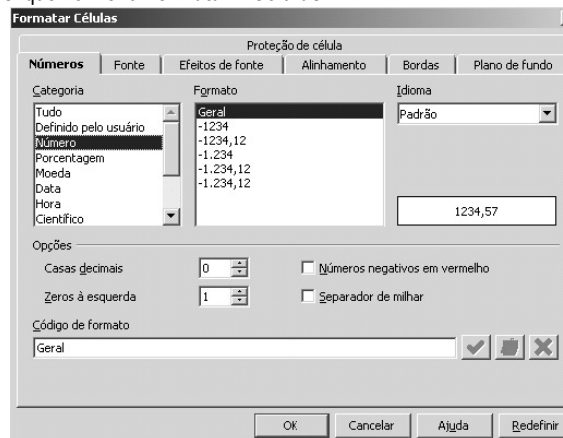 Formatar Células
Proteção de célula
Números
Fonte
Efeitos de fonte
Alinhamento
Bordas
Plano de fundo
Categoria
Formato
Idioma
Tudo
Definido pelo usuário
Número
Porcentagem
Moeda
Data
Hora
Científico
Geral
-1234
-1234,12
-1.234
-1.234,12
-1.234,12
Padrão
1234,57
Opções
Casas decimais
0
Números negativos em vermelho
Zeros à esquerda
1
Separador de milhar
Código de formato
Geral
OK
Cancelar
Ajuda
Redefinir